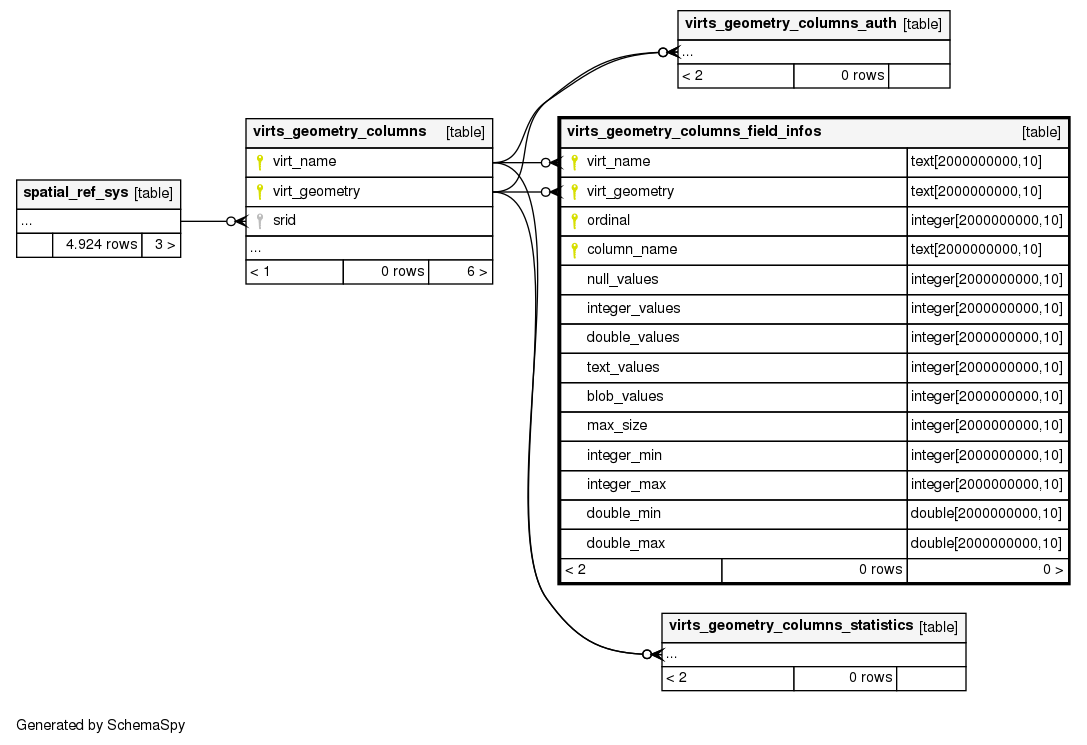 virts_geometry_columns_auth [table]
...
< 2 0 rows
virts_geometry_columns [table]
virt_name
virt_geometry
srid
...
< 1 0 rows 6 >
spatial_ref_sys [table]
...
4.924 rows 3 >
virts_geometry_columns_field_infos [table]
virt_name text[2000000000,10]
virt_geometry text[2000000000,10]
ordinal integer[2000000000,10]
column_name text[2000000000,10]
null_values integer[2000000000,10]
integer_values integer[2000000000,10]
double_values integer[2000000000,10]
text_values integer[2000000000,10]
blob_values integer[2000000000,10]
max_size integer[2000000000,10]
integer_min integer[2000000000,10]
integer_max integer[2000000000,10]
double_min double[2000000000,10]
double_max double[2000000000,10]
< 2 0 rows 0 >
virts_geometry_columns_statistics [table]
...
< 2 0 rows
Generated by SchemaSpy